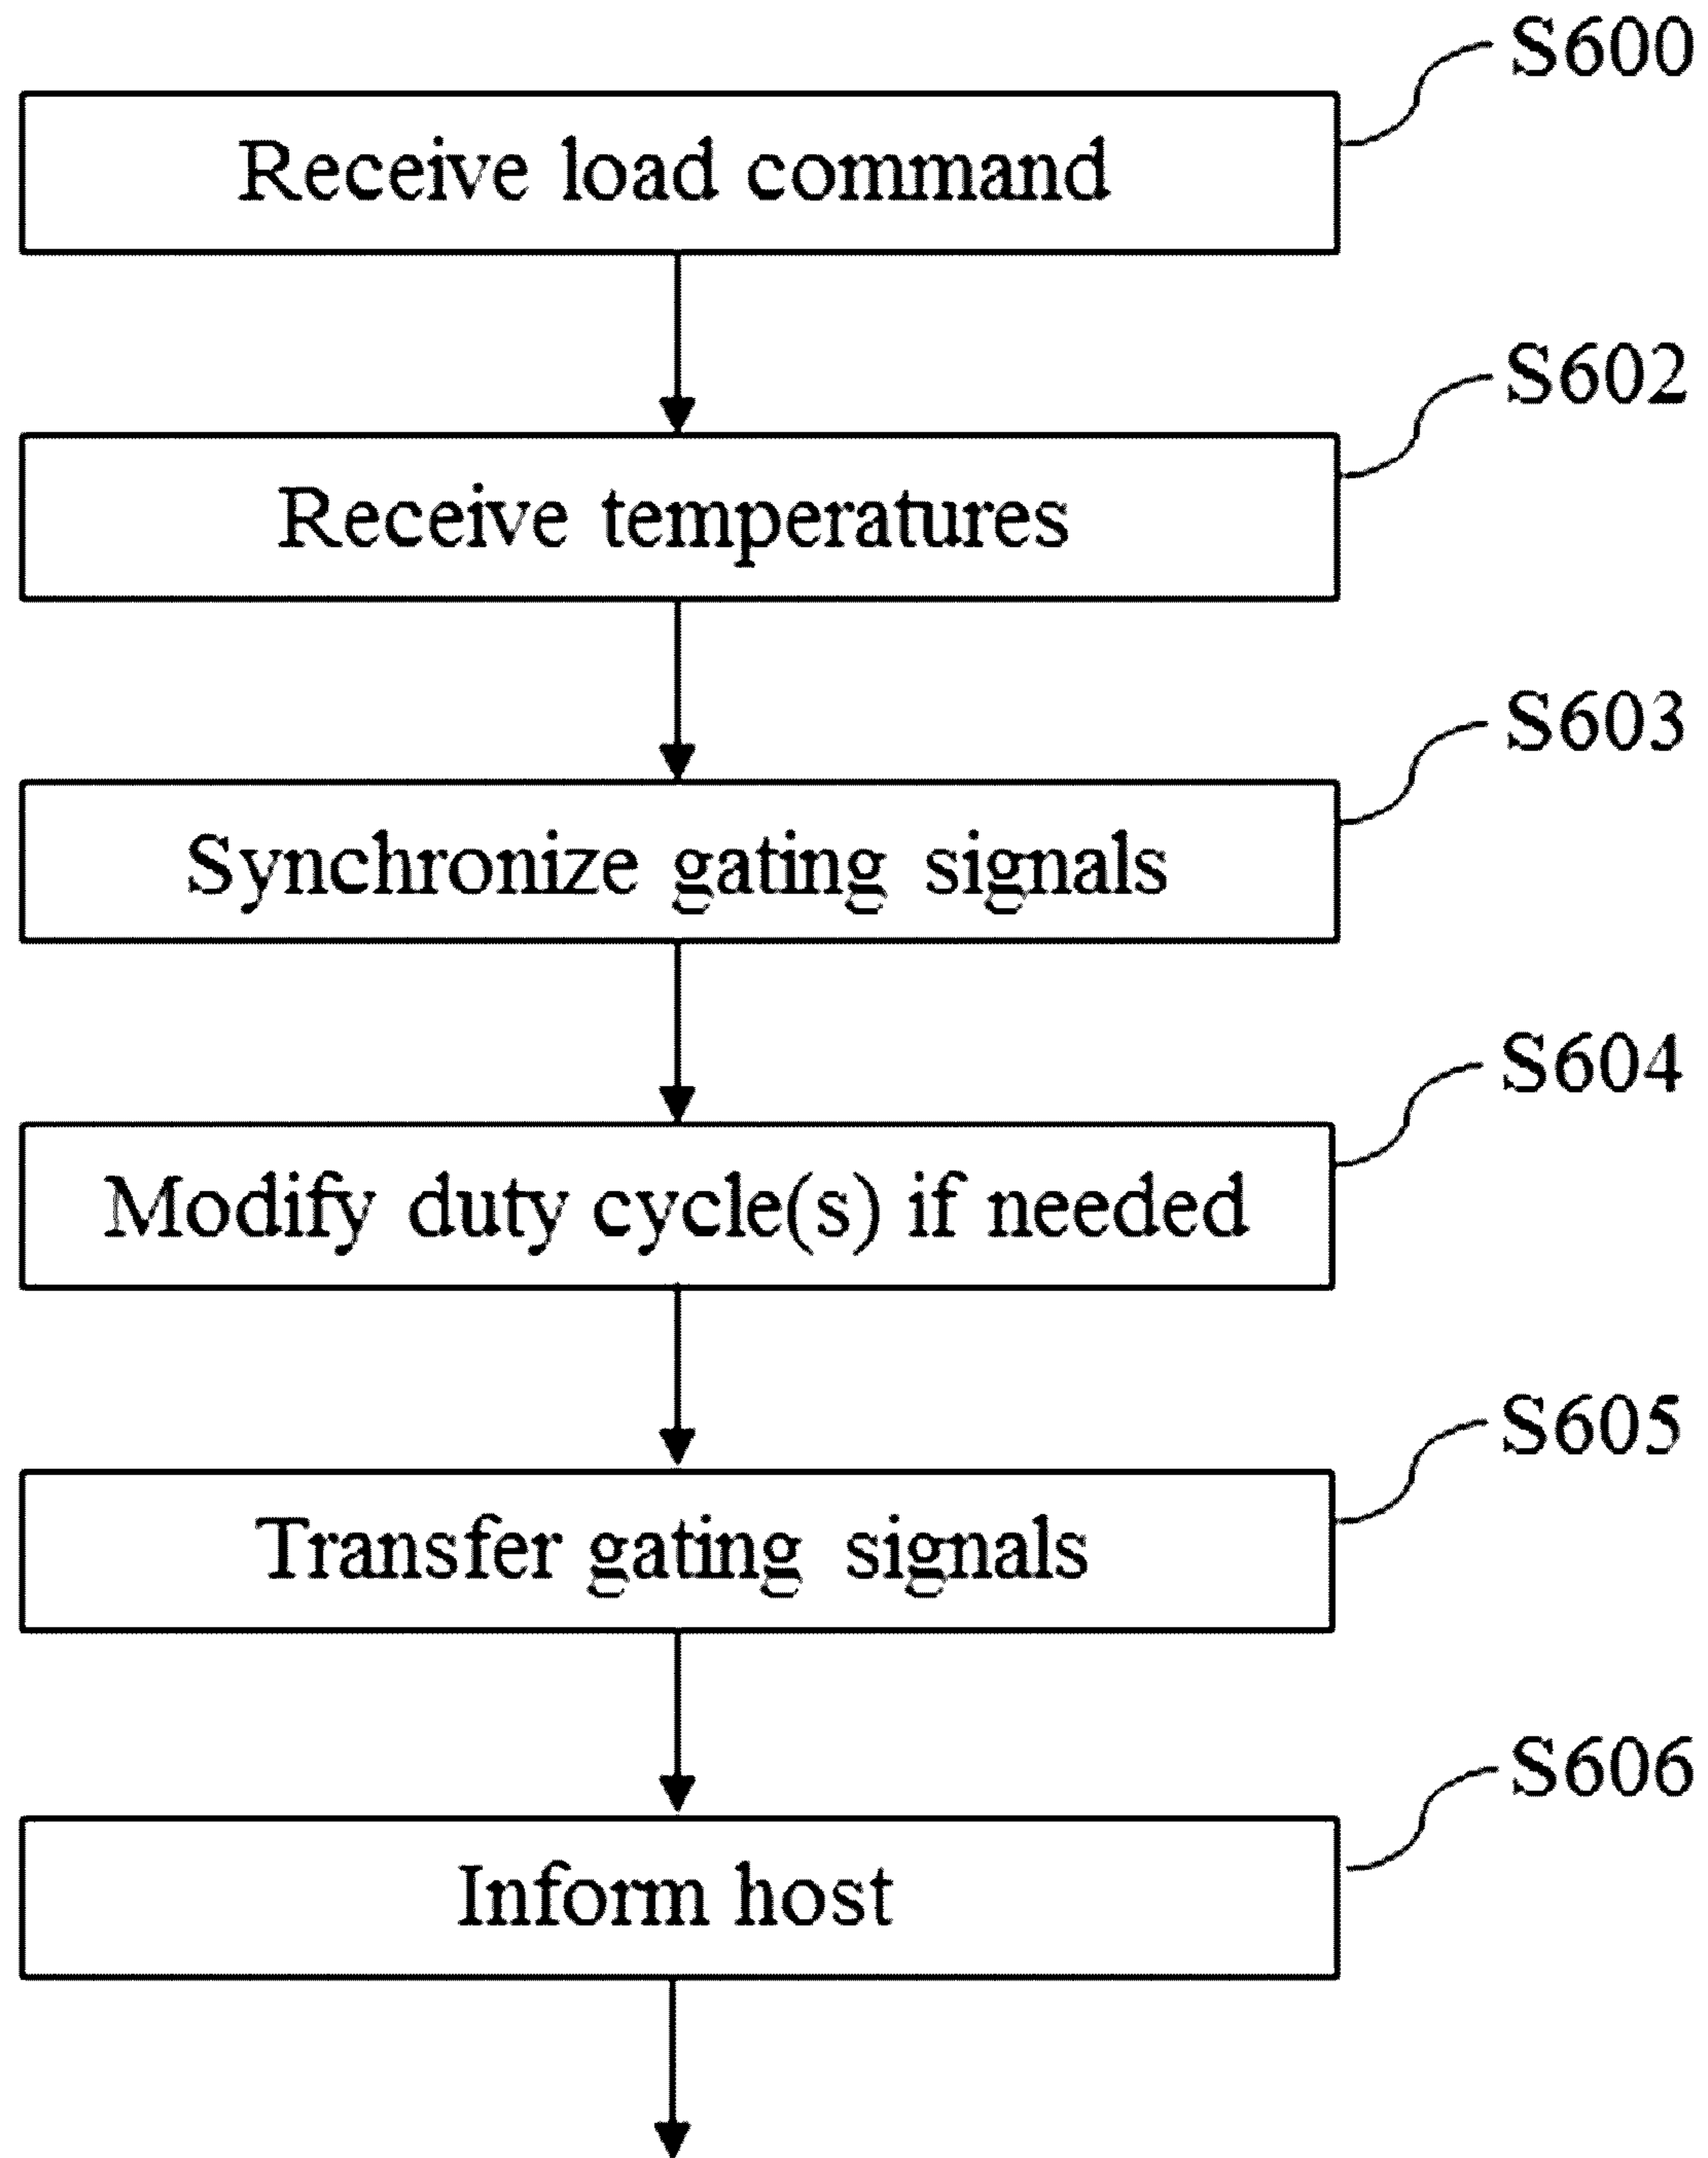 S600
Receive load command
S602
Receive temperatures
S603
Synchronize gating signals
S604
Modify duty cycle(s) if needed
S605
Transfer gating signals
S606
Inform host